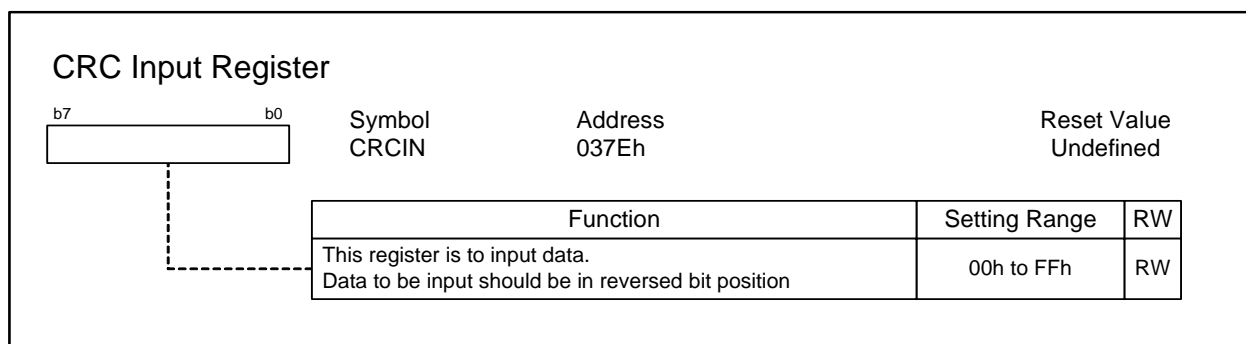 CRC Input Register
b7 b0
Symbol Address Reset Value
CRCIN 037Eh Undefined
Function Setting Range RW
This register is to input data.
Data to be input should be in reversed bit position
00h to FFh RW